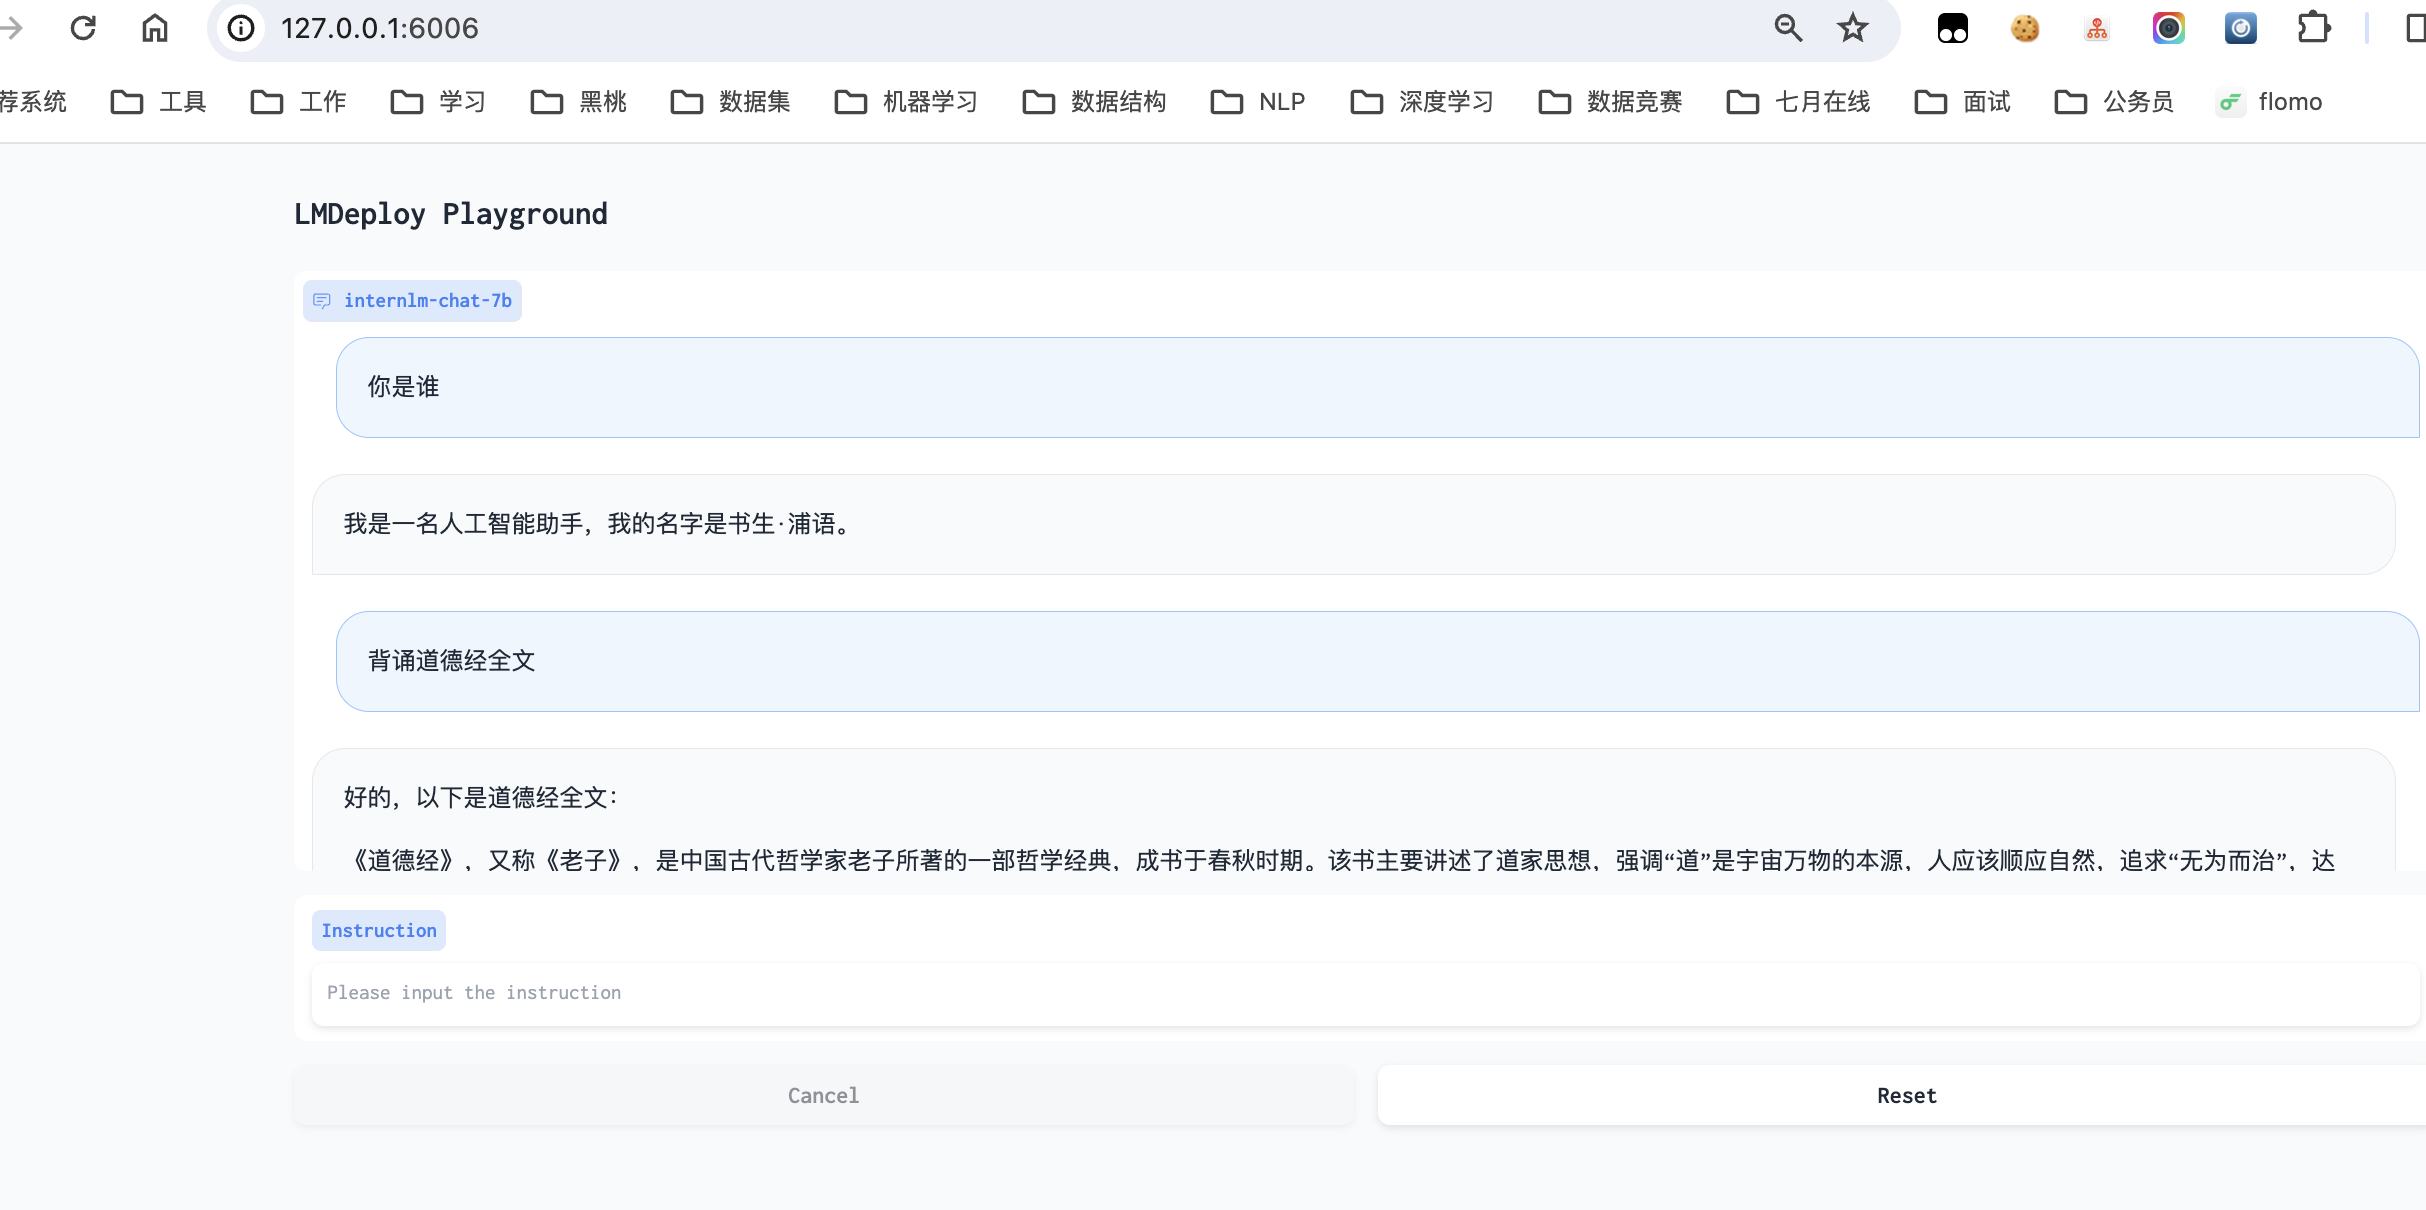 127.0.0.1:6006
荐系统 工具 工作 学习 黑桃 数据集 机器学习 数据结构 NLP 深度学习 数据竞赛 七月在线 面试 公务员 flomo
LMDeploy Playground
internlm-chat-7b
你是谁
我是一名人工智能助手，我的名字是书生·浦语。
背诵道德经全文
好的，以下是道德经全文：
《道德经》，又称《老子》，是中国古代哲学家老子所著的一部哲学经典，成书于春秋时期。该书主要讲述了道家思想，强调“道”是宇宙万物的本源，人应该顺应自然，追求“无为而治”，达
Instruction
Please input the instruction
Cancel Reset